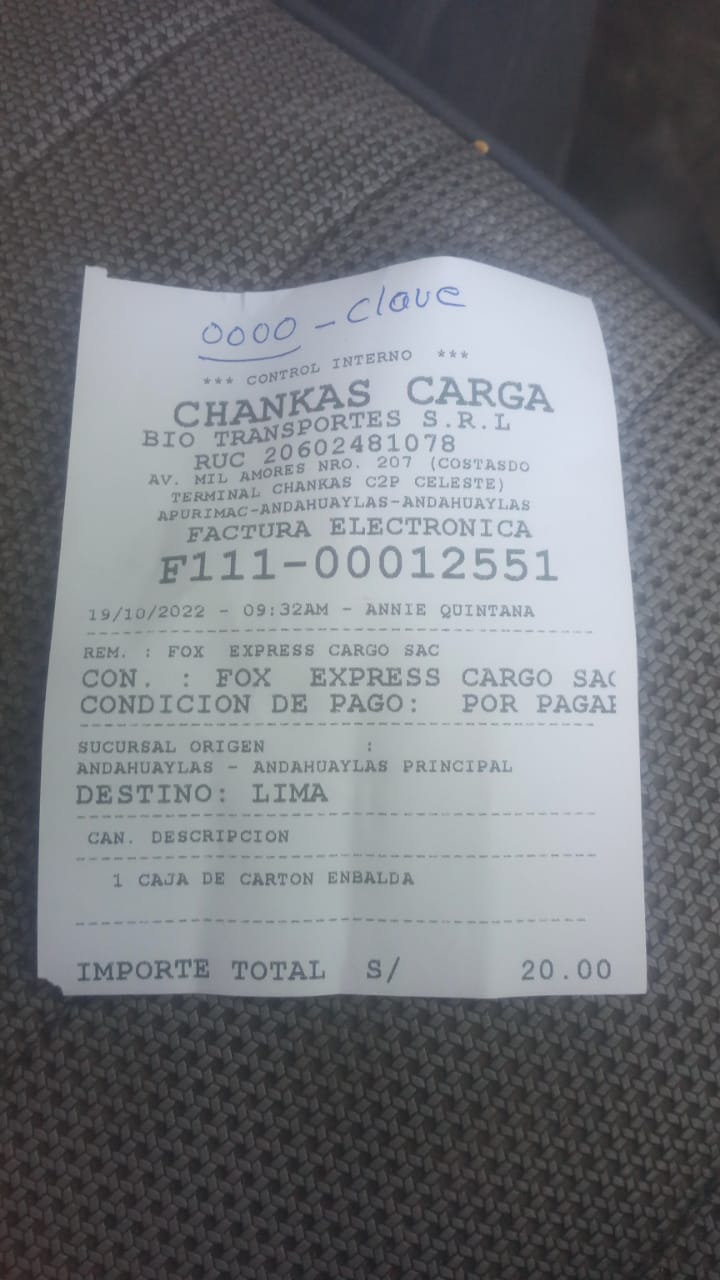 0000 - Clave
*** CONTROL INTERNO ***
CHANKAS CARGA
BIO TRANSPORTES S.R.L
RUC 20602481078
AV. MIL AMORES NRO. 207 (COSTASDO
TERMINAL CHANKAS C2P CELESTE)
APURIMAC-ANDAHUAYLAS-ANDAHUAYLAS
FACTURA ELECTRONICA
F111-00012551
19/10/2022 - 09:32AM - ANNIE QUINTANA
REM. : FOX EXPRESS CARGO SAC
CON. : FOX EXPRESS CARGO SAC
CONDICION DE PAGO: POR PAGAR
SUCURSAL ORIGEN :
ANDAHUAYLAS - ANDAHUAYLAS PRINCIPAL
DESTINO: LIMA
CAN. DESCRIPCION
1 CAJA DE CARTON ENBALDA
IMPORTE TOTAL S/ 20.00